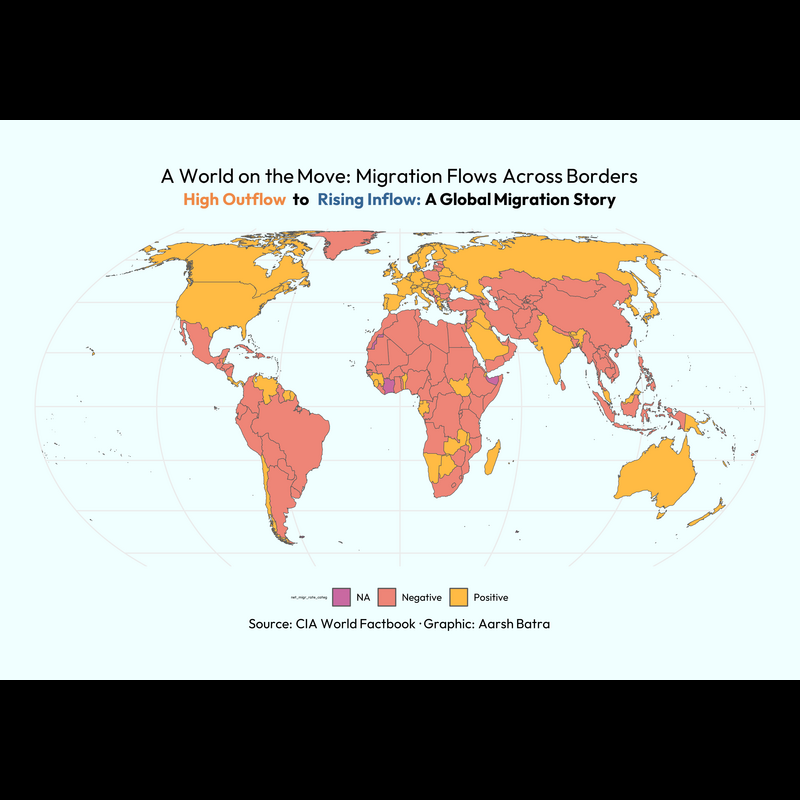 A World on the Move: Migration Flows Across Borders
High Outflow to Rising Inflow: A Global Migration Story
net_migr_rate_categ NA Negative Positive
Source: CIA World Factbook · Graphic: Aarsh Batra